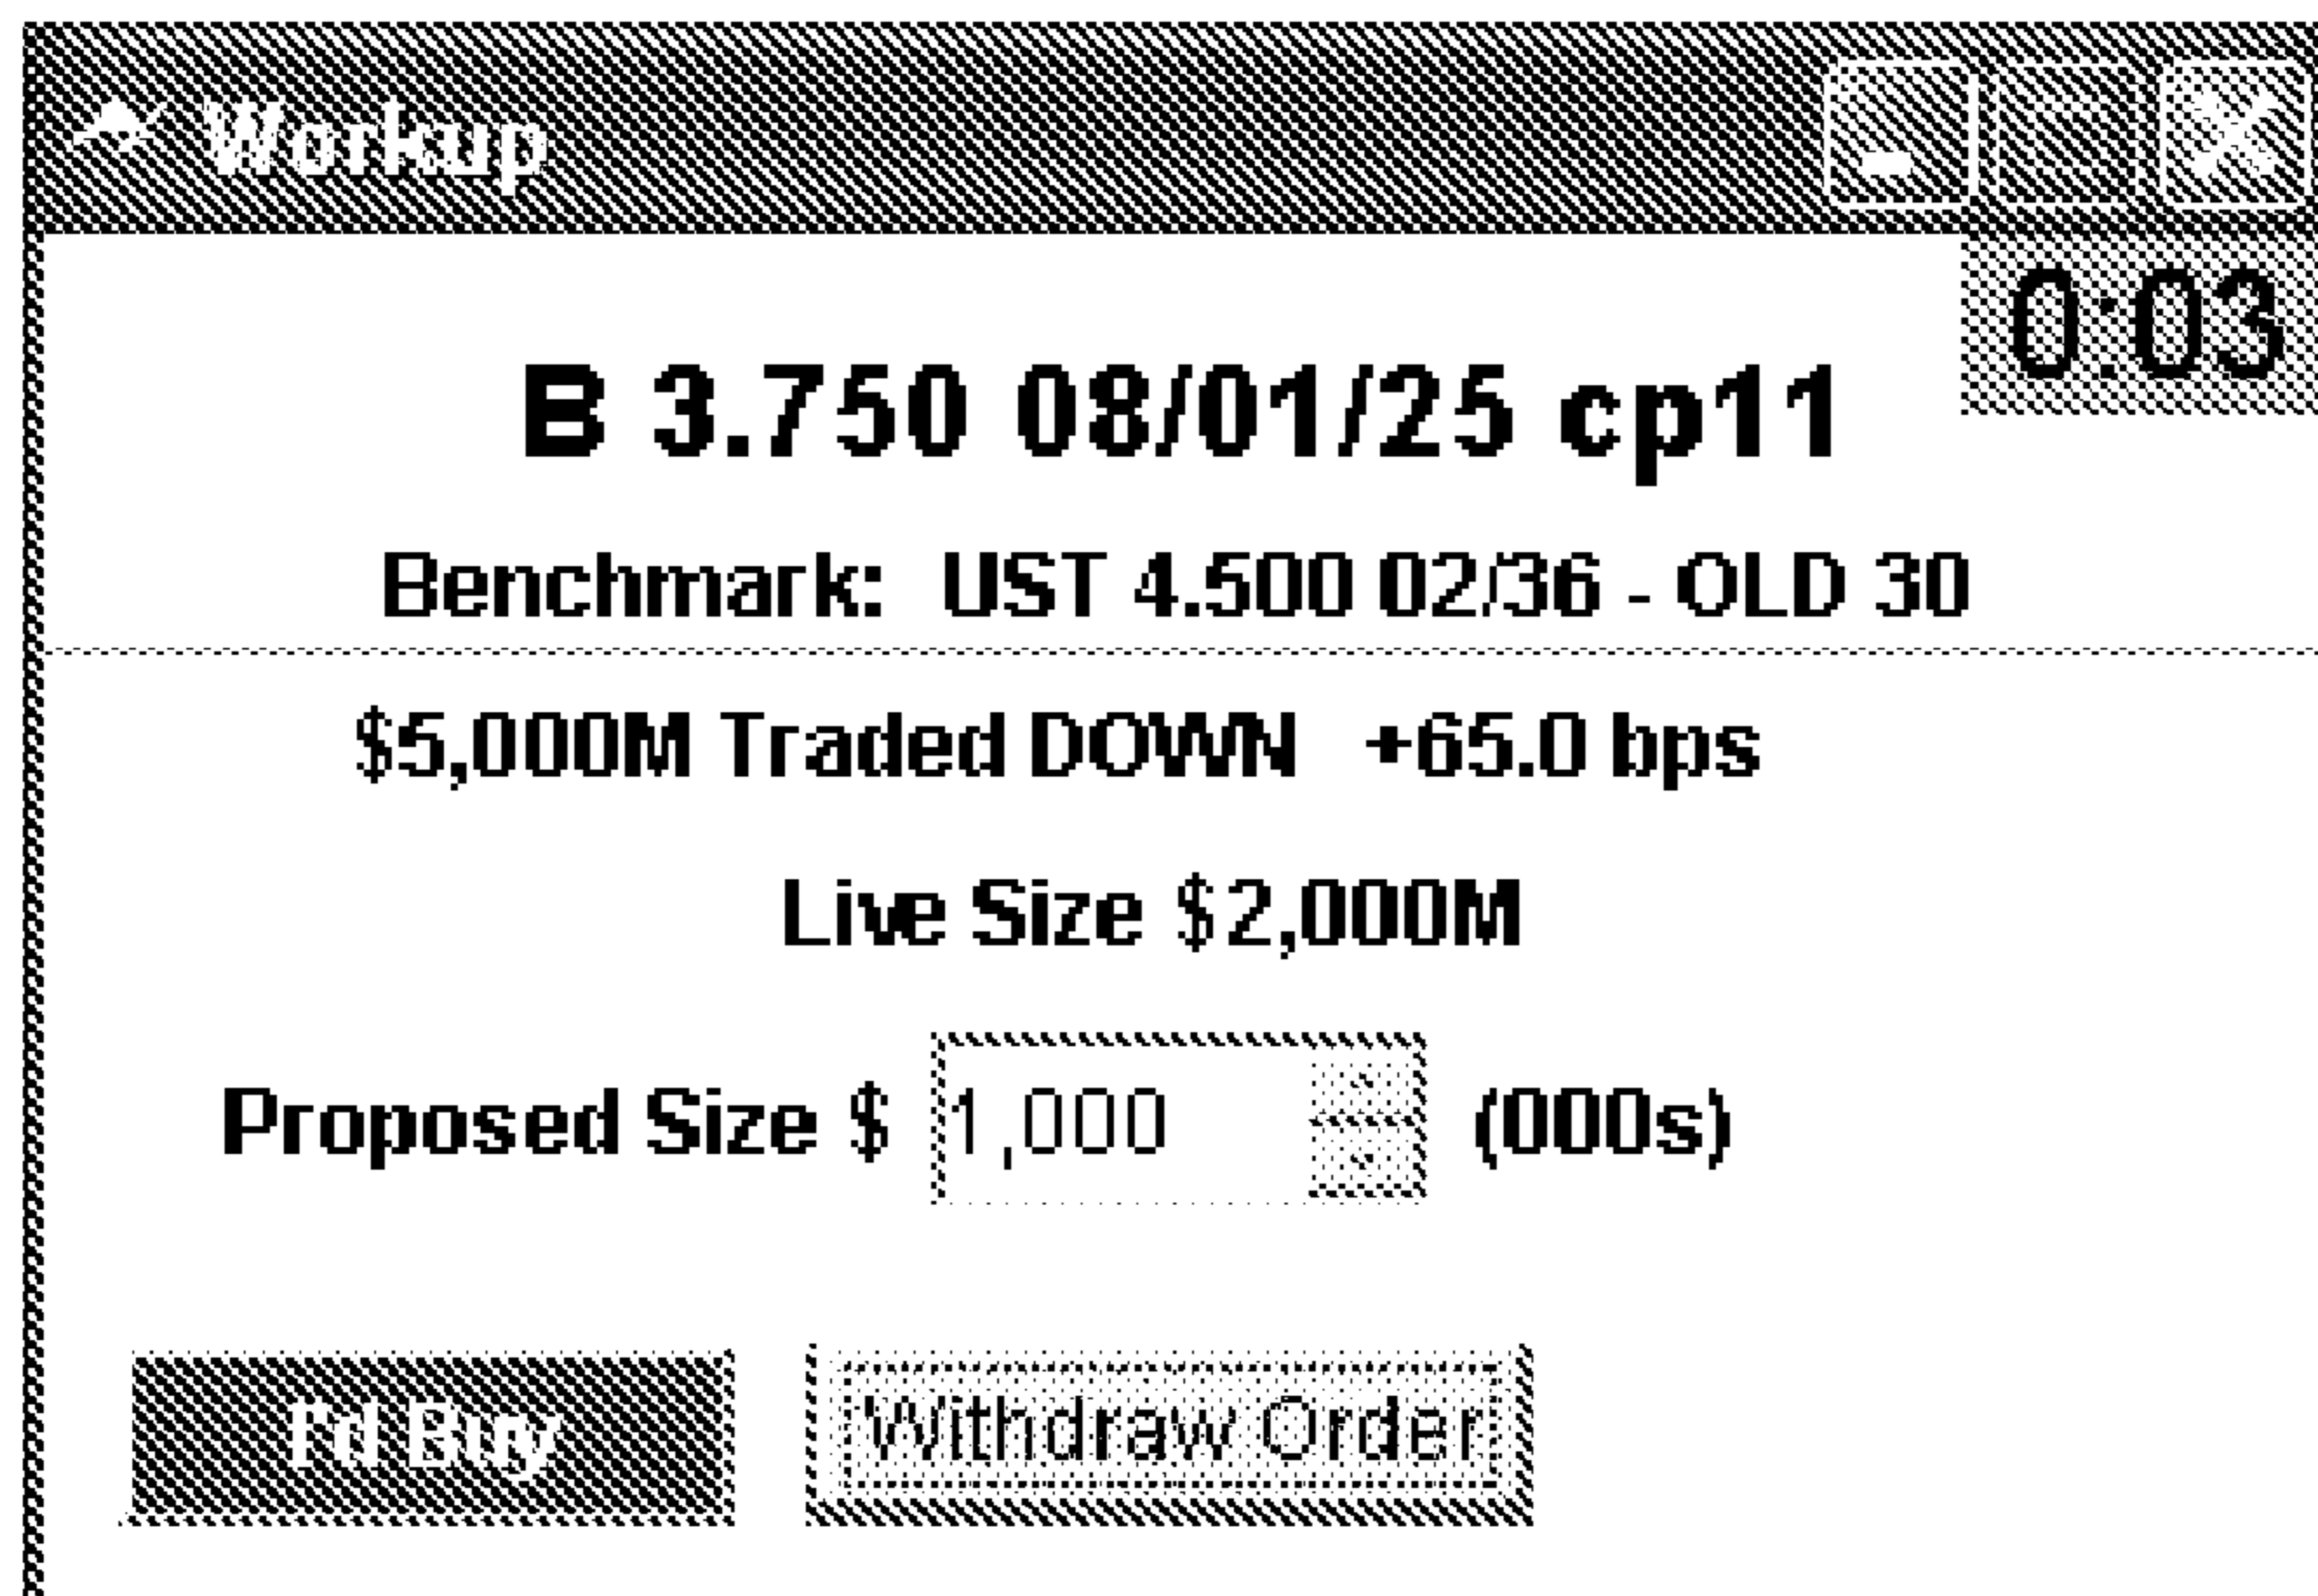 Workup
0:03
B 3.750 08/01/25 cp11
Benchmark: UST 4.500 02/36 - OLD 30
$5,000M Traded DOWN +65.0 bps
Live Size $2,000M
Proposed Size $ 1,000 (000s)
I'd Buy Withdraw Order